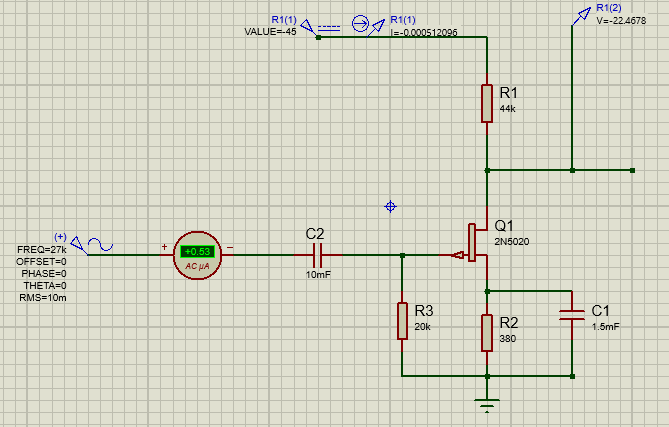 R1(1)
VALUE=-45
R1(1)
I=-0.000512096
R1(2)
V=-22.4678
R1
44k
Q1
2N5020
(+)
FREQ=27k
OFFSET=0
PHASE=0
THETA=0
RMS=10m
+
+0.53
AC µA
−
C2
10mF
R3
20k
R2
380
C1
1.5mF